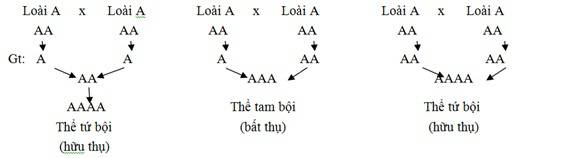 Loài A x Loài A Loài A x Loài A Loài A x Loài A
AA AA AA AA AA AA
Gt: A A A AA AA AA
AA AAA AAAA
AAAA Thể tam bội Thể tứ bội
Thể tứ bội (bất thụ) (hữu thụ)
(hữu thụ)